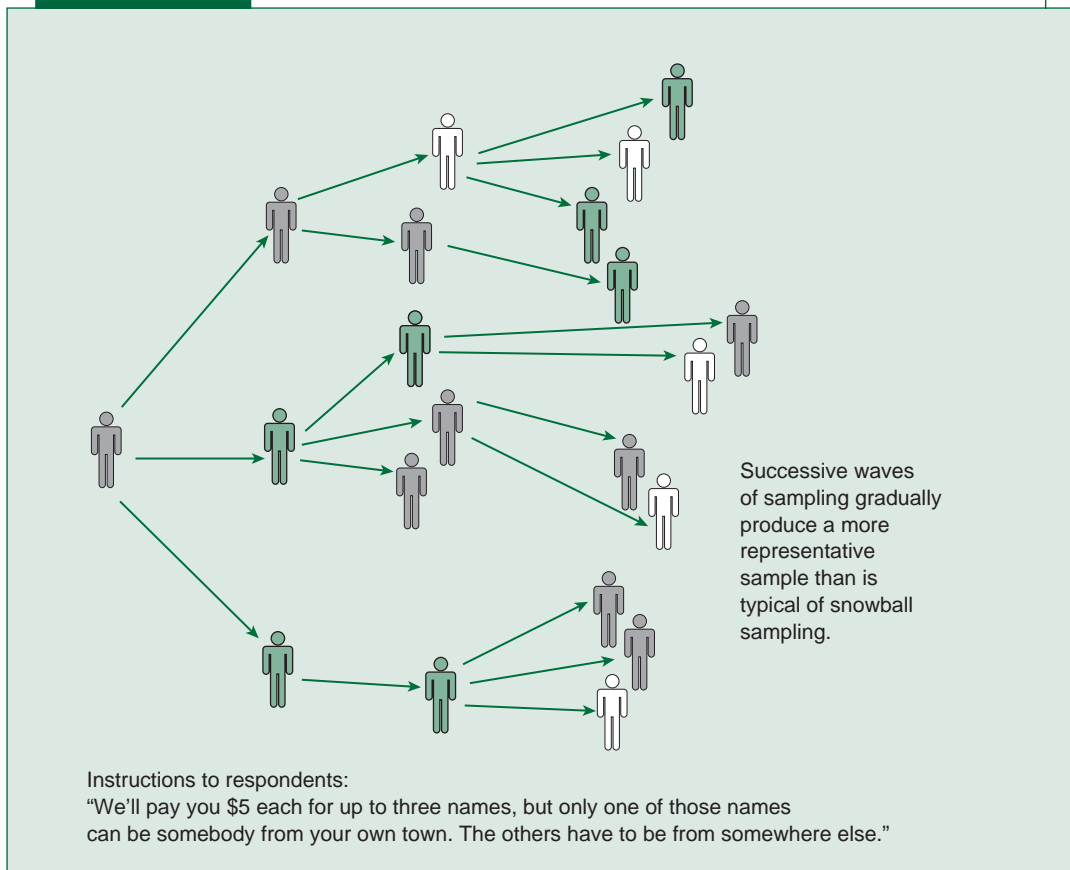 Successive waves
of sampling gradually
produce a more
representative
sample than is
typical of snowball
sampling.
Instructions to respondents:
“We’ll pay you $5 each for up to three names, but only one of those names
can be somebody from your own town. The others have to be from somewhere else.”